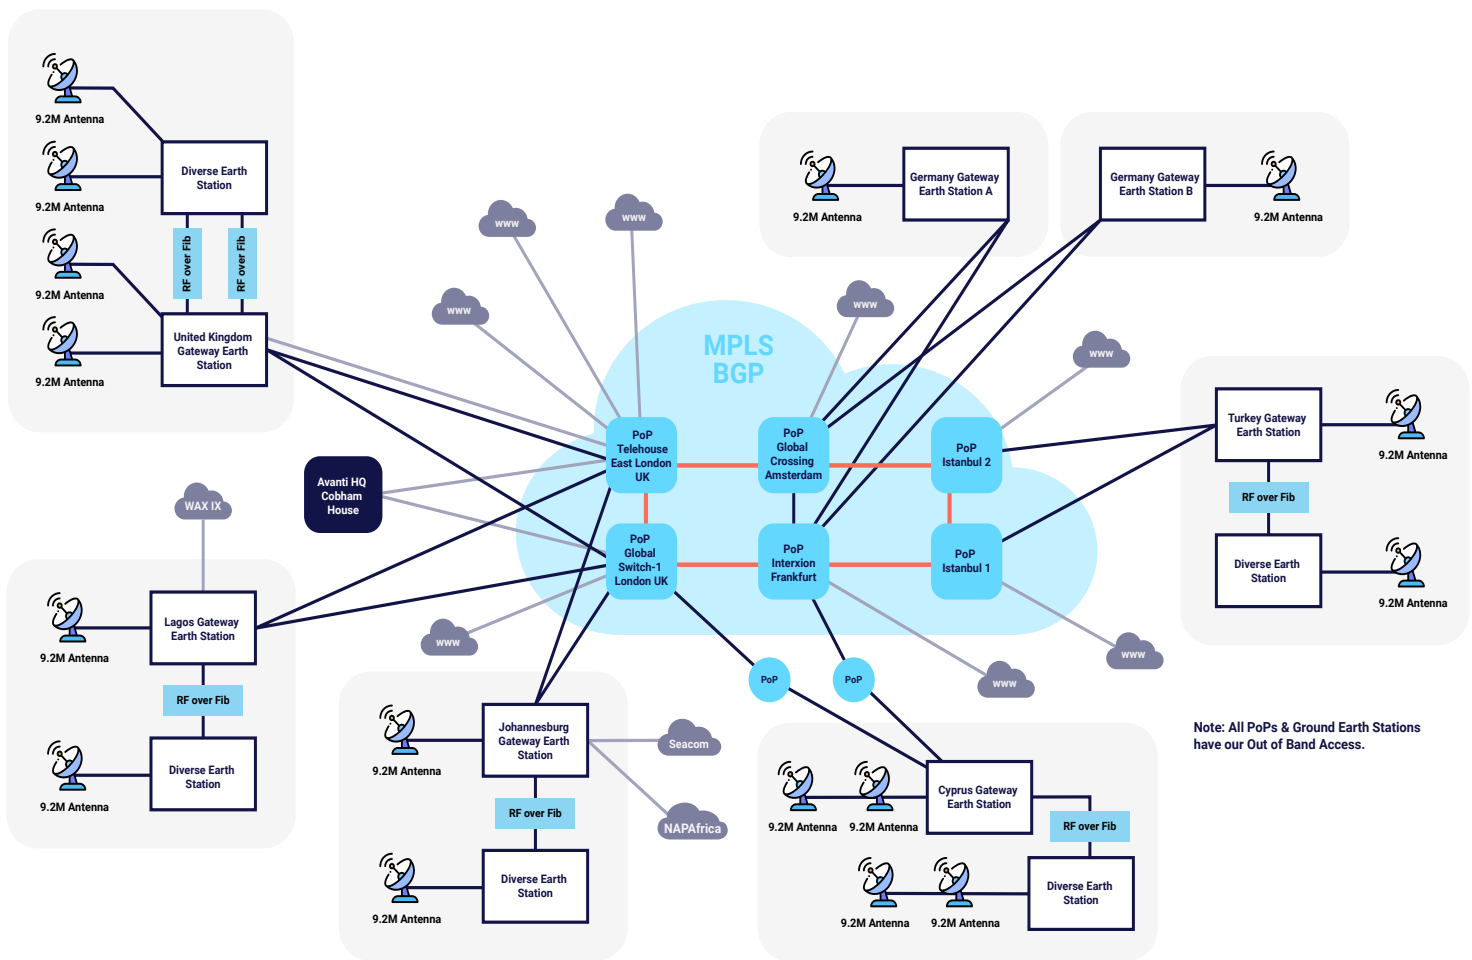 9.2M Antenna
9.2M Antenna
9.2M Antenna
9.2M Antenna
Diverse Earth
Station
RF over Fib
RF over Fib
United Kingdom
Gateway Earth
Station
www
www
www
www
www
MPLS
BGP
9.2M Antenna
Germany Gateway
Earth Station A
Germany Gateway
Earth Station B
9.2M Antenna
Avanti HQ
Cobham
House
PoP
Telehouse
East London
UK
PoP
Global
Crossing
Amsterdam
PoP
Istanbul 2
PoP
Global
Switch-1
London UK
PoP
Interxion
Frankfurt
PoP
Istanbul 1
Turkey Gateway
Earth Station
9.2M Antenna
RF over Fib
Diverse Earth
Station
9.2M Antenna
WAX IX
Lagos Gateway
Earth Station
9.2M Antenna
RF over Fib
Diverse Earth
Station
9.2M Antenna
www
www
www
PoP
PoP
Johannesburg
Gateway Earth
Station
9.2M Antenna
Seacom
NAPAfrica
RF over Fib
Diverse Earth
Station
9.2M Antenna
Cyprus Gateway
Earth Station
9.2M Antenna
9.2M Antenna
RF over Fib
Diverse Earth
Station
9.2M Antenna
9.2M Antenna
Note: All PoPs & Ground Earth Stations
have our Out of Band Access.